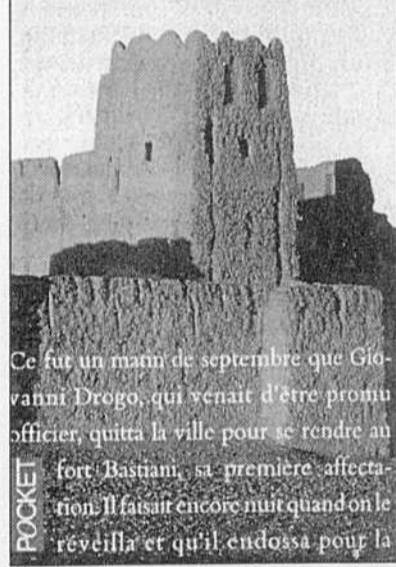 Ce fut un matin de septembre que Gio-
vanni Drogo, qui venait d'être promu
officier, quitta la ville pour se rendre au
fort Bastiani, sa première affecta-
tion. Il faisait encore nuit quand on le
réveilla et qu'il endossa pour la
POCKET